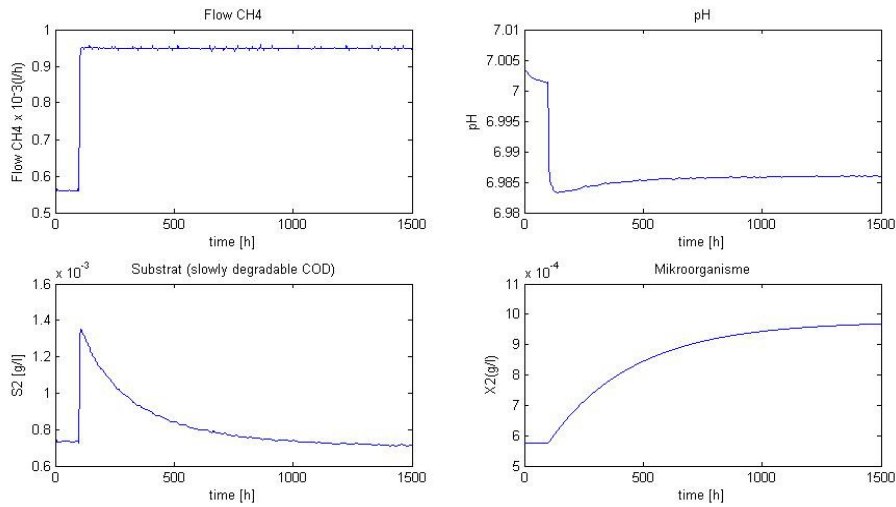 Flow CH4
1
0.9
0.8
0.7
0.6
0.5
Flow CH4 x 10-3(l/h)
0 500 1000 1500
time [h]
pH
7.01
7.005
7
6.995
6.99
6.985
6.98
pH
0 500 1000 1500
time [h]
x 10-3
Substrat (slowly degradable COD)
1.6
1.4
1.2
1
0.8
0.6
S2 [g/l]
0 500 1000 1500
time [h]
x 10-4
Mikroorganisme
11
10
9
8
7
6
5
X2(g/l)
0 500 1000 1500
time [h]